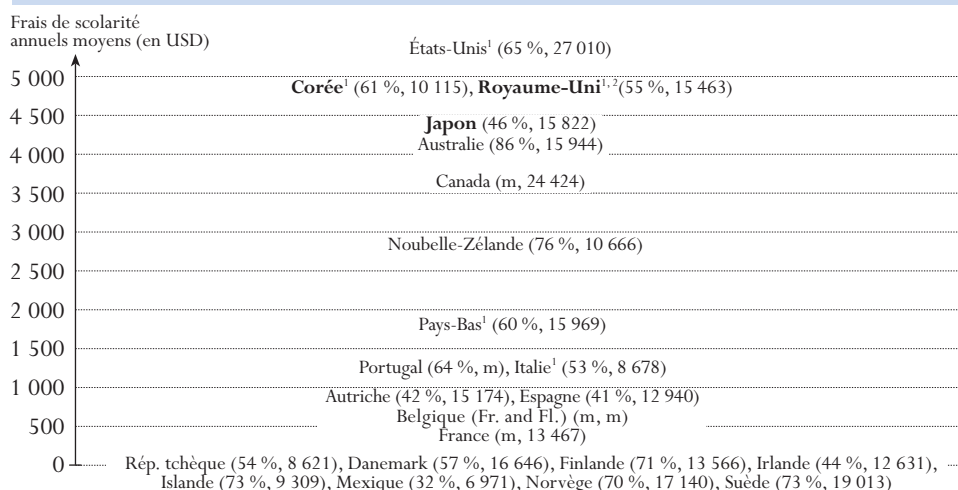 Frais de scolarité
annuels moyens (en USD)
États-Unis¹ (65 %, 27 010)
5 000
Corée¹ (61 %, 10 115), Royaume-Uni¹,²(55 %, 15 463)
4 500
Japon (46 %, 15 822)
Australie (86 %, 15 944)
4 000
Canada (m, 24 424)
3 500
3 000
Noubelle-Zélande (76 %, 10 666)
2 500
2 000
Pays-Bas¹ (60 %, 15 969)
1 500
Portugal (64 %, m), Italie¹ (53 %, 8 678)
1 000
Autriche (42 %, 15 174), Espagne (41 %, 12 940)
Belgique (Fr. and Fl.) (m, m)
500
France (m, 13 467)
0
Rép. tchèque (54 %, 8 621), Danemark (57 %, 16 646), Finlande (71 %, 13 566), Irlande (44 %, 12 631),
Islande (73 %, 9 309), Mexique (32 %, 6 971), Norvège (70 %, 17 140), Suède (73 %, 19 013)